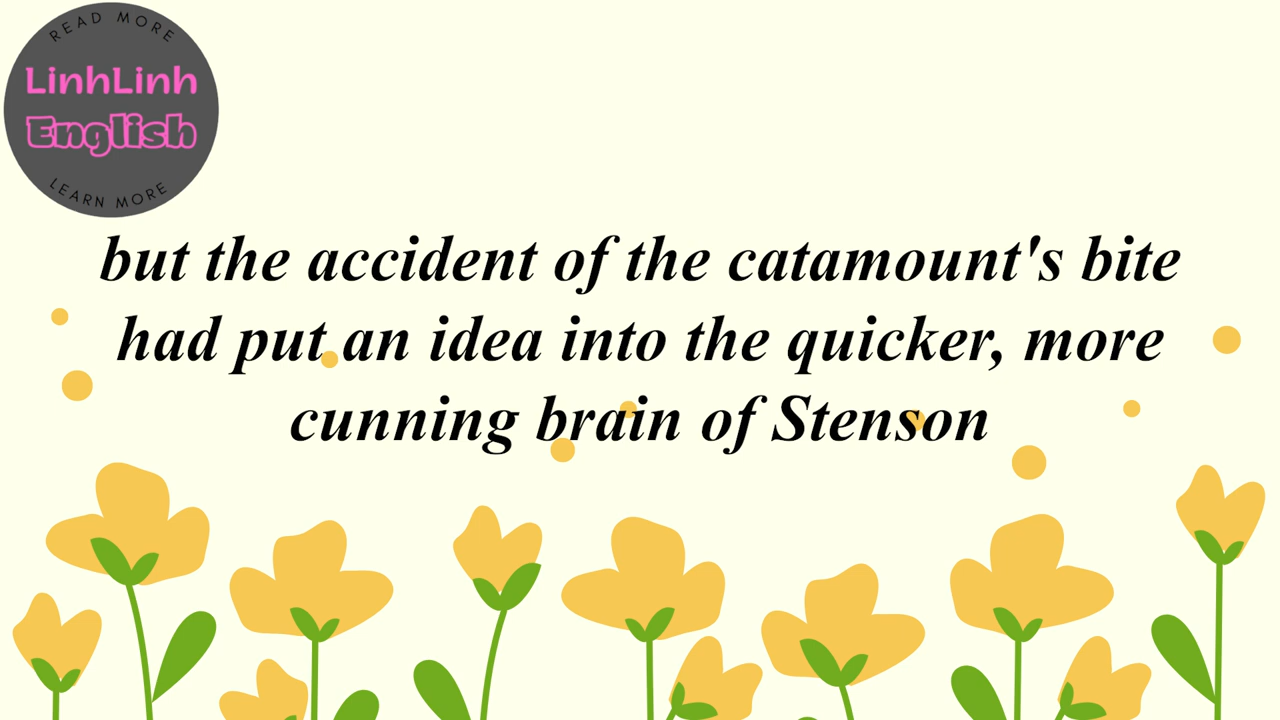 READ MORE
LinhLinh
English
LEARN MORE
but the accident of the catamount's bite
had put an idea into the quicker, more
cunning brain of Stenson